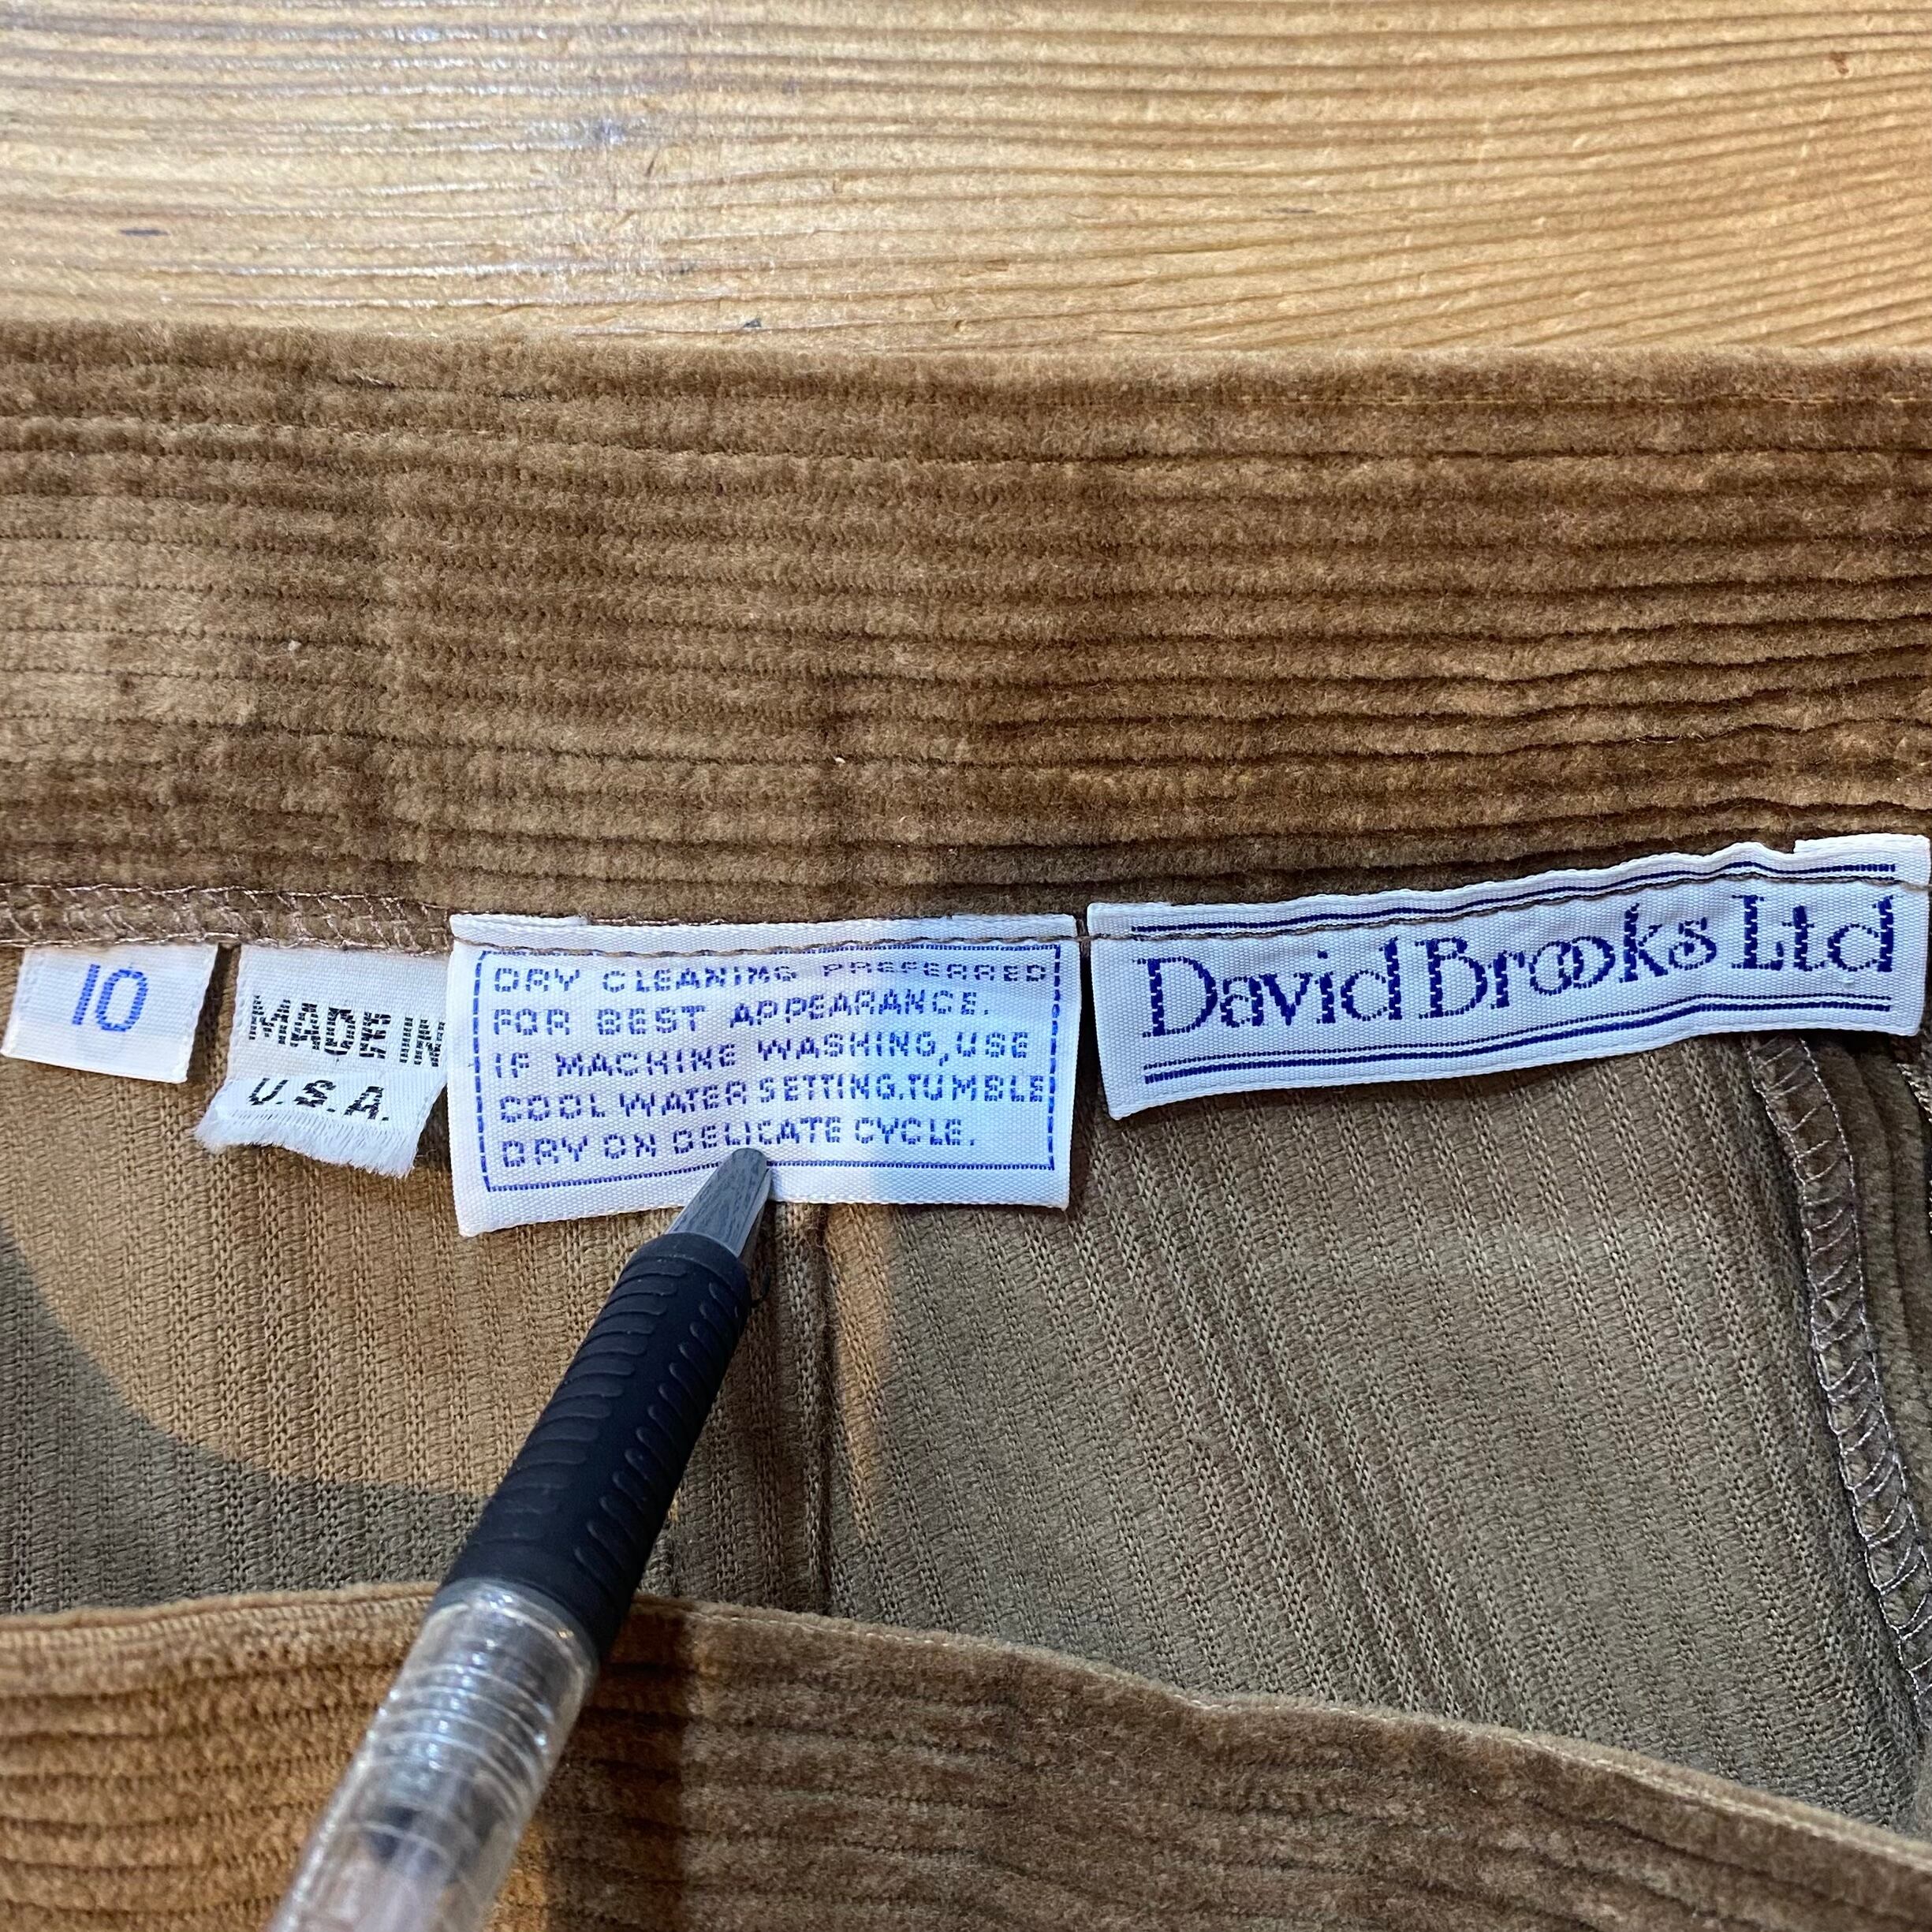 10
MADE IN
U.S.A.
DRY CLEANING PREFERRED
FOR BEST APPEARANCE.
IF MACHINE WASHING, USE
COOL WATER SETTING. TUMBLE
DRY ON DELICATE CYCLE.
David Brooks Ltd